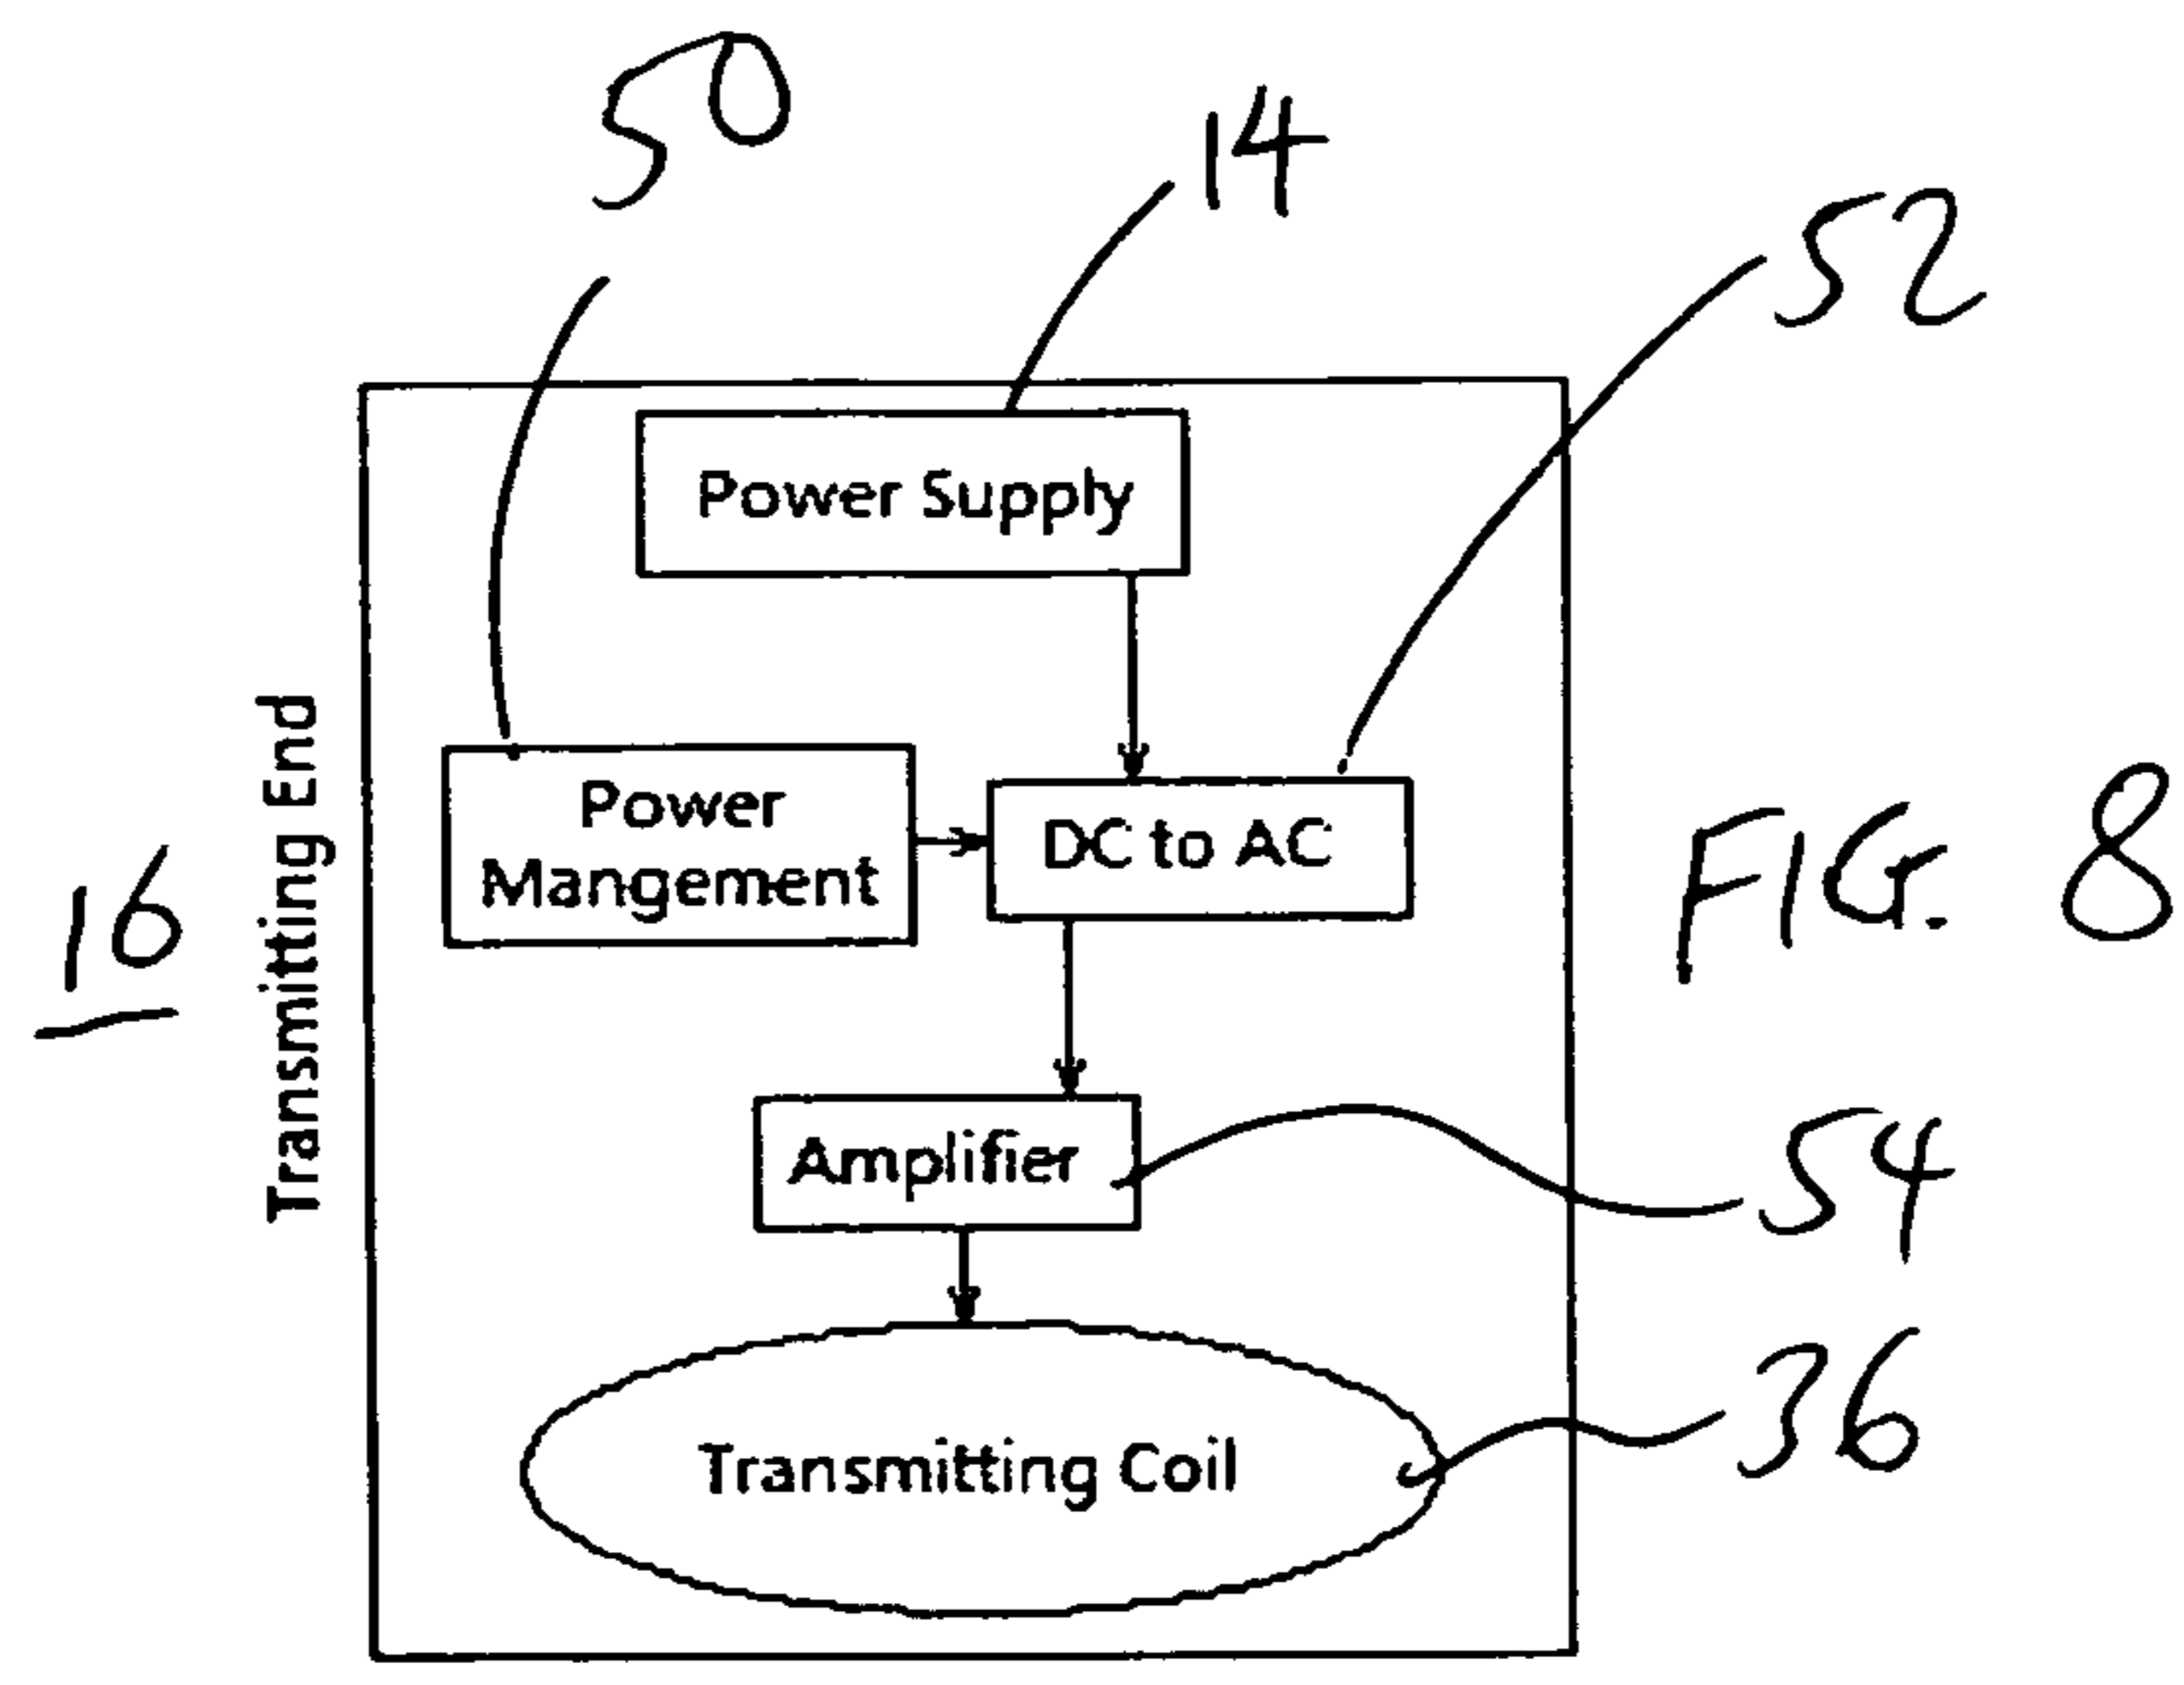 50
14
52
Power Supply
Power
Mangement
DC to AC
FIG. 8
16
Transmitting End
Amplifier
54
36
Transmitting Coil